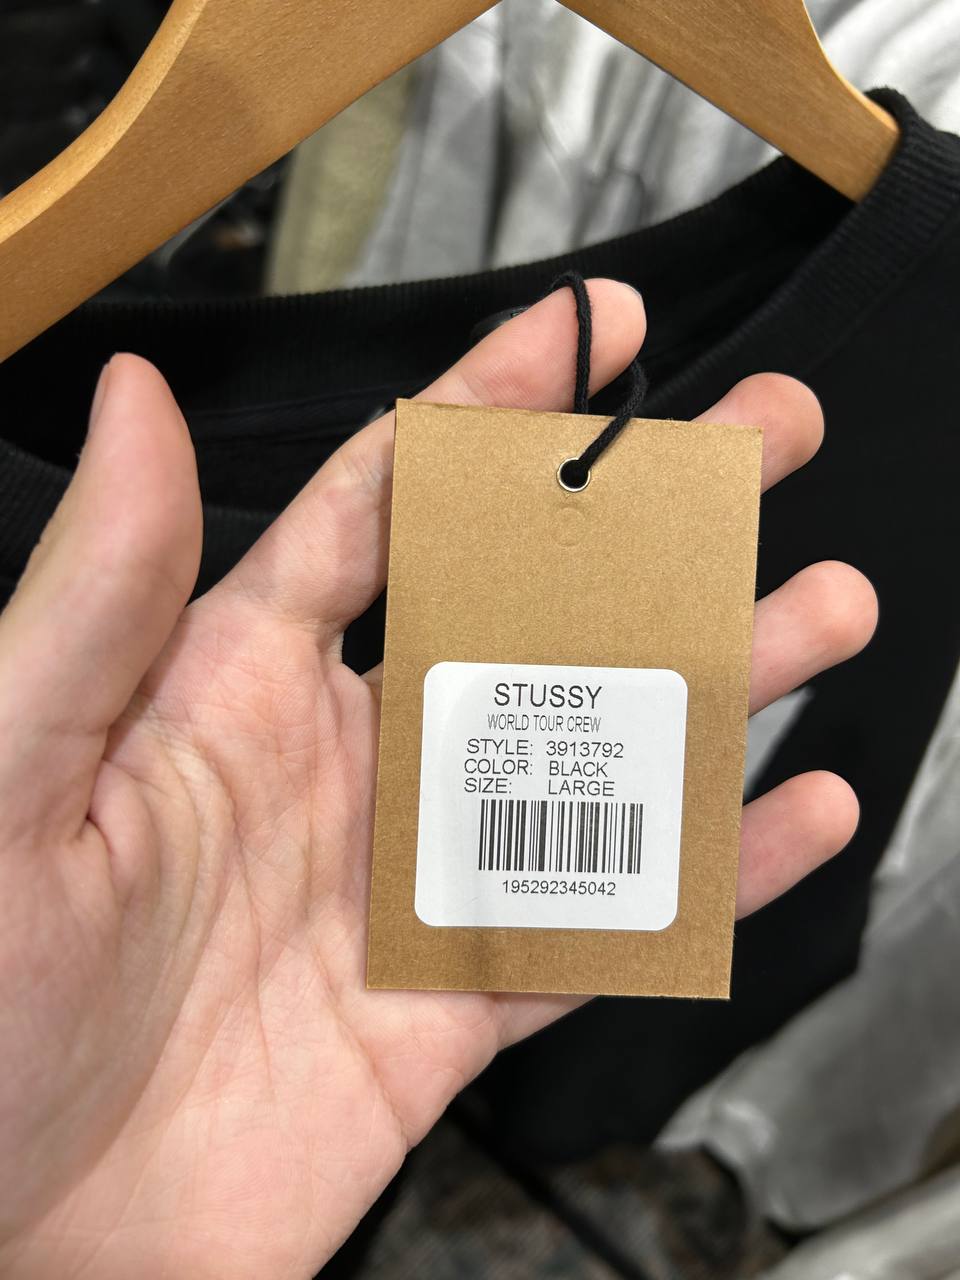 STUSSY
WORLD TOUR CREW
STYLE: 3913792
COLOR: BLACK
SIZE: LARGE
195292345042